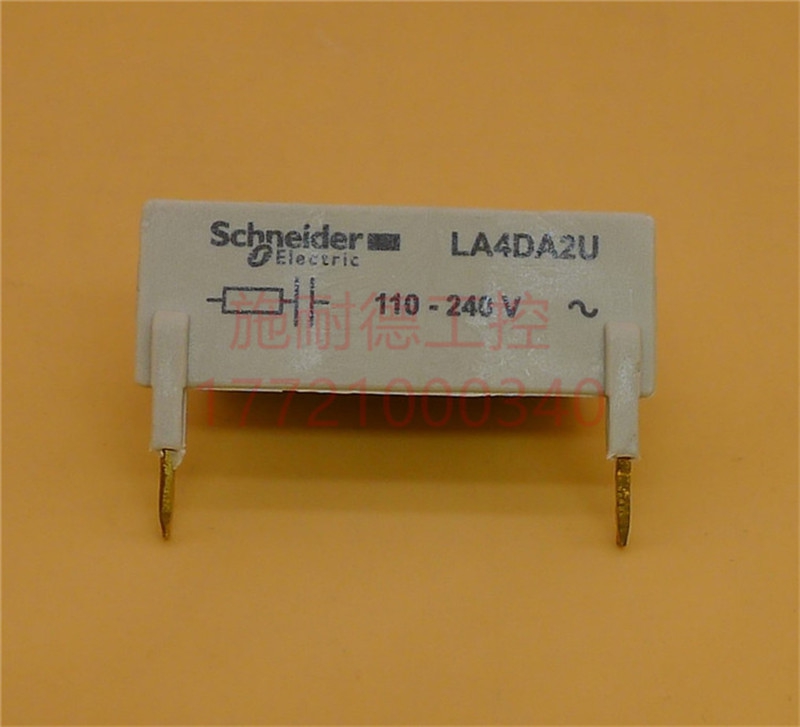 Schneider
Electric
LA4DA2U
110 - 240 V ~
施耐德工控
17721000340